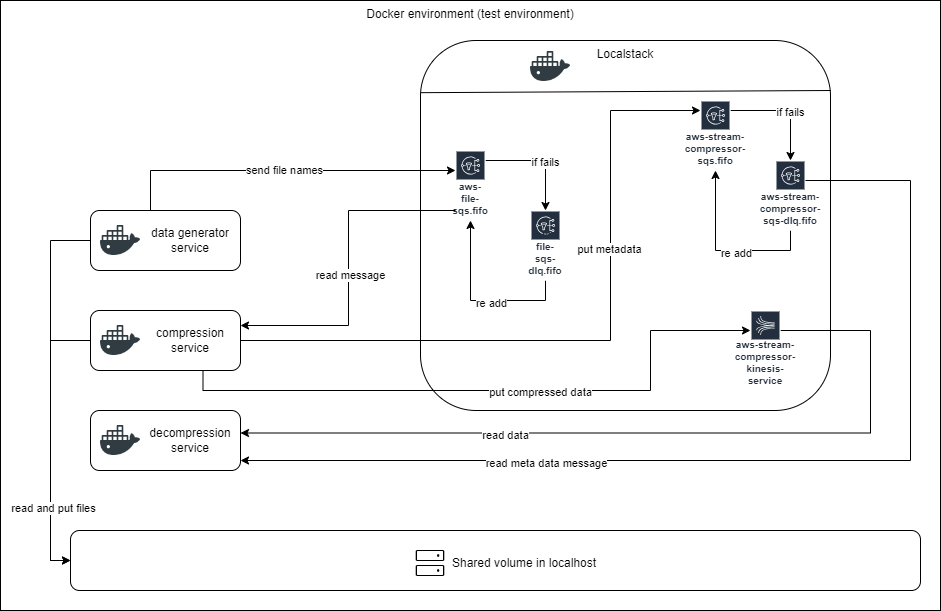 Docker environment (test environment)
Localstack
if fails
aws-stream-
compressor-
sqs.fifo
if fails
send file names
aws-
file-
sqs.fifo
aws-stream-
compressor-
sqs-dlq.fifo
data generator
service
file-
sqs-
dlq.fifo
put metadata
re add
read message
re add
compression
service
aws-stream-
compressor-
kinesis-
service
put compressed data
decompression
service
read data
read meta data message
read and put files
Shared volume in localhost